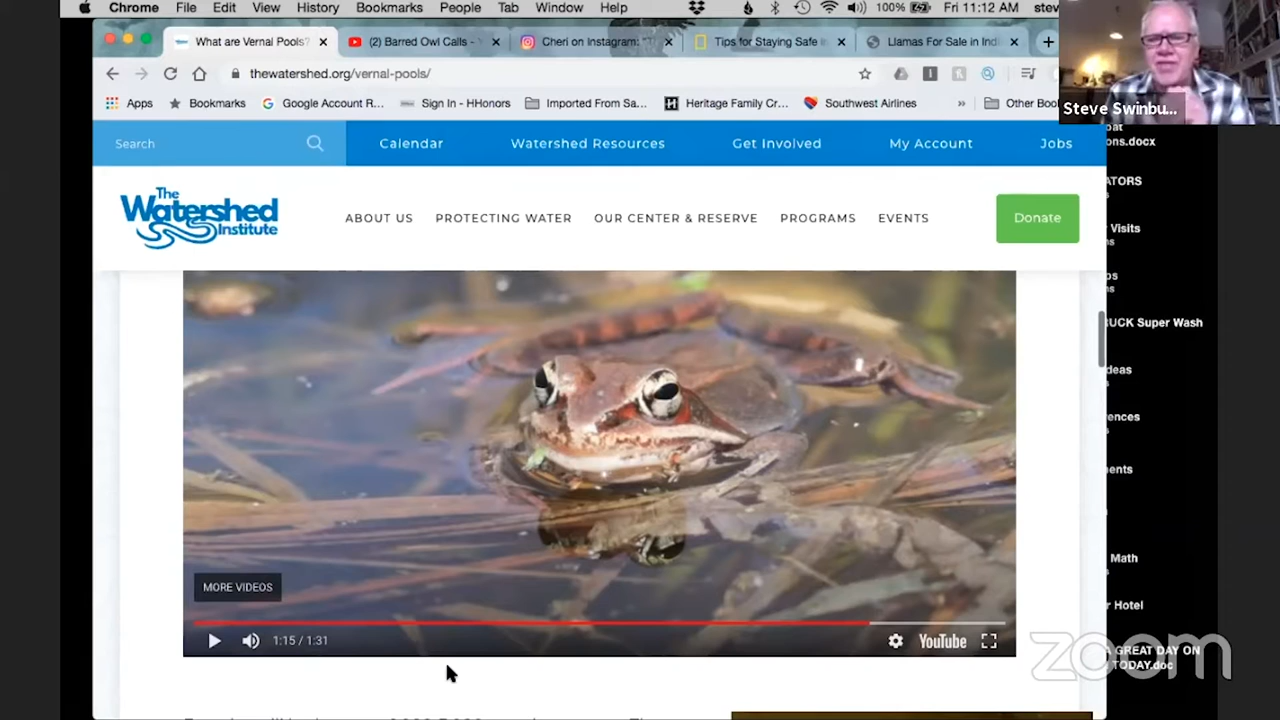 Chrome File Edit View History Bookmarks People Tab Window Help 100% Fri 11:12 AM stev
What are Vernal Pools? (2) Barred Owl Calls - Cheri on Instagram: Tips for Staying Safe Llamas For Sale in Ind
thewatershed.org/vernal-pools/
Apps Bookmarks Google Account R... Sign In - HHonors Imported From Sa... Heritage Family Cr... Southwest Airlines » Other Boo
Steve Swinbu...
Search Calendar Watershed Resources Get Involved My Account Jobs
oat
ons.docx
ATORS
The
Watershed
Institute
ABOUT US PROTECTING WATER OUR CENTER & RESERVE PROGRAMS EVENTS
Donate
Visits
ps
UCK Super Wash
deas
ences
ents
Math
r Hotel
MORE VIDEOS
1:15 / 1:31
YouTube
A GREAT DAY ON
TODAY.doc
zoom